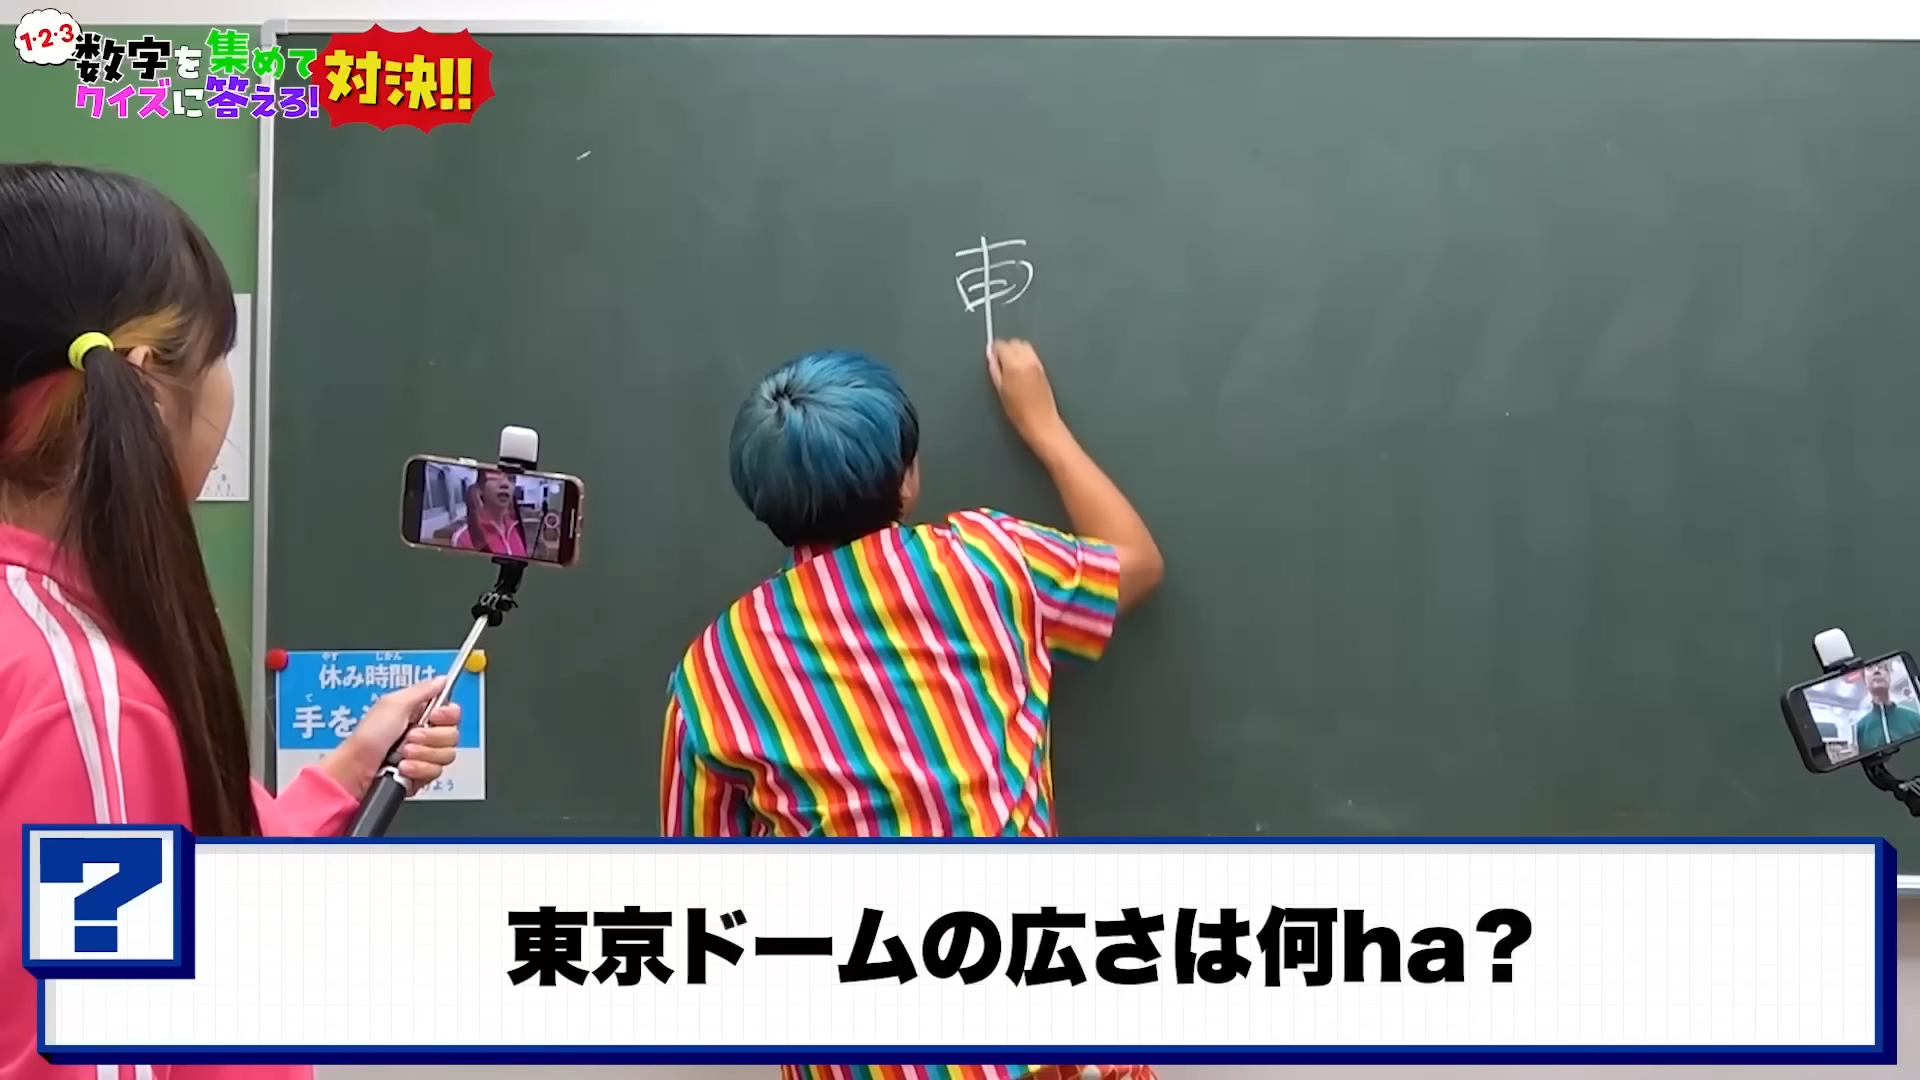 1・2・3
数字を集めて
クイズに答えろ!
対決!!
休み時間は
手を
東京ドームの広さは何ha?